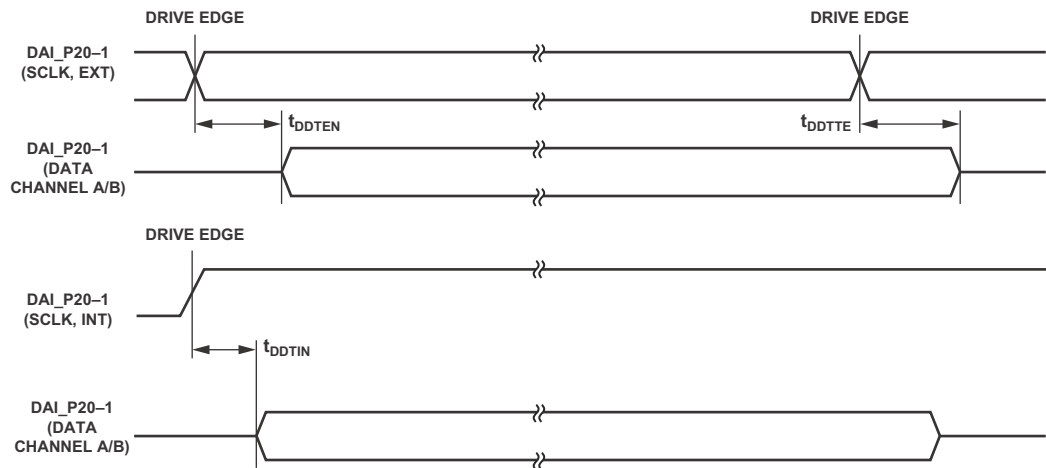 DRIVE EDGE DRIVE EDGE
DAI_P20–1
(SCLK, EXT)
tDDTEN tDDTTE
DAI_P20–1
(DATA
CHANNEL A/B)
DRIVE EDGE
DAI_P20–1
(SCLK, INT)
tDDTIN
DAI_P20–1
(DATA
CHANNEL A/B)